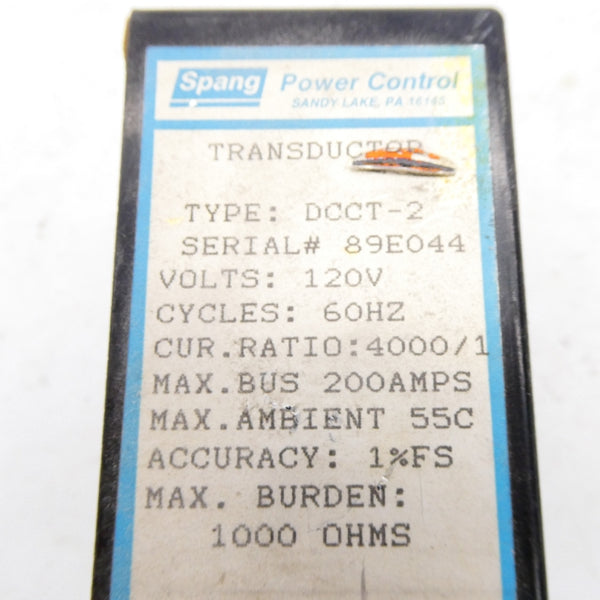 Spang Power Control
SANDY LAKE, PA 16145
TRANSDUCTOR
TYPE: DCCT-2
SERIAL# 89E044
VOLTS: 120V
CYCLES: 60HZ
CUR.RATIO:4000/1
MAX.BUS 200AMPS
MAX.AMBIENT 55C
ACCURACY: 1%FS
MAX. BURDEN:
1000 OHMS